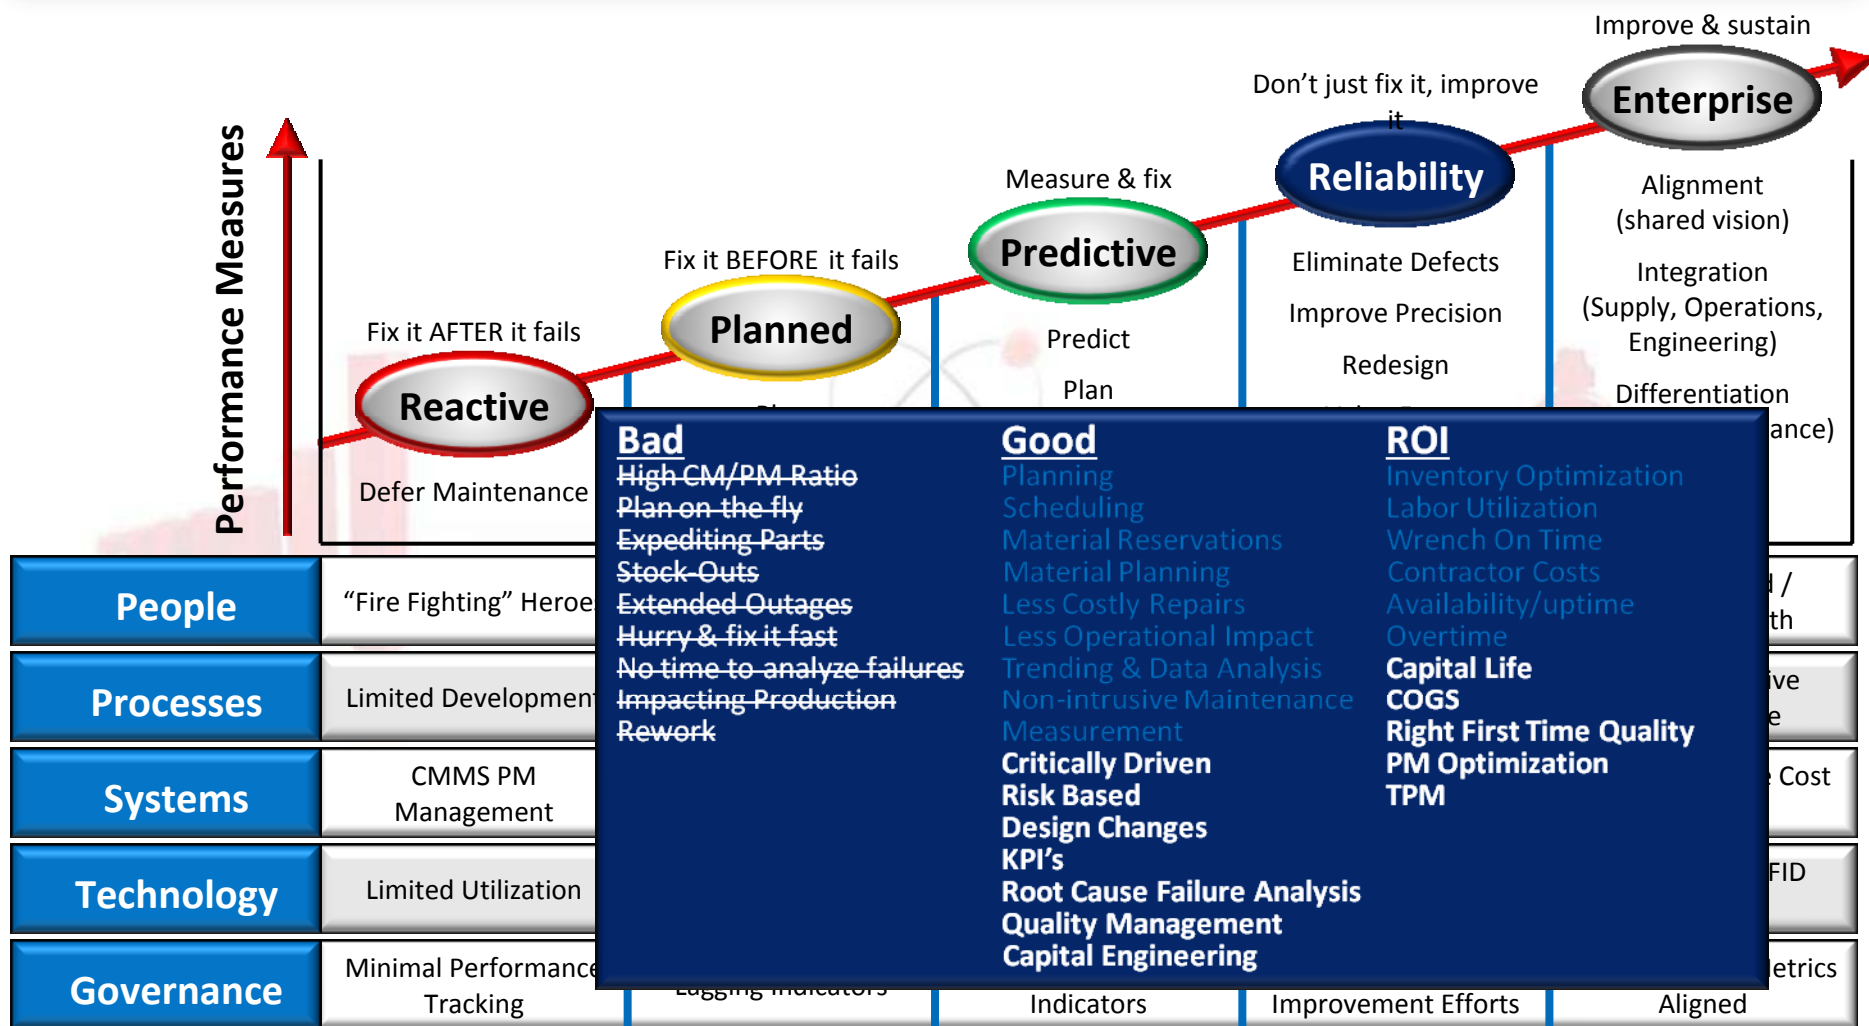 Improve & sustain
Enterprise
Don’t just fix it, improve
it
Reliability
Measure & fix
Predictive
Fix it BEFORE it fails
Planned
Fix it AFTER it fails
Reactive
Performance Measures
Defer Maintenance
Predict
Plan
Eliminate Defects
Improve Precision
Redesign
Alignment
(shared vision)
Integration
(Supply, Operations,
Engineering)
Differentiation
ance)
Bad
High CM/PM Ratio
Plan on the fly
Expediting Parts
Stock-Outs
Extended Outages
Hurry & fix it fast
No time to analyze failures
Impacting Production
Rework
Good
Planning
Scheduling
Material Reservations
Material Planning
Less Costly Repairs
Less Operational Impact
Trending & Data Analysis
Non-intrusive Maintenance
Measurement
Critically Driven
Risk Based
Design Changes
KPI’s
Root Cause Failure Analysis
Quality Management
Capital Engineering
ROI
Inventory Optimization
Labor Utilization
Wrench On Time
Contractor Costs
Availability/uptime
Overtime
Capital Life
COGS
Right First Time Quality
PM Optimization
TPM
People
“Fire Fighting” Heroes
/
th
Processes
Limited Development
ive
e
Systems
CMMS PM
Management
Cost
Technology
Limited Utilization
FID
Governance
Minimal Performance
Tracking
Lagging Indicators
Indicators
Improvement Efforts
etrics
Aligned